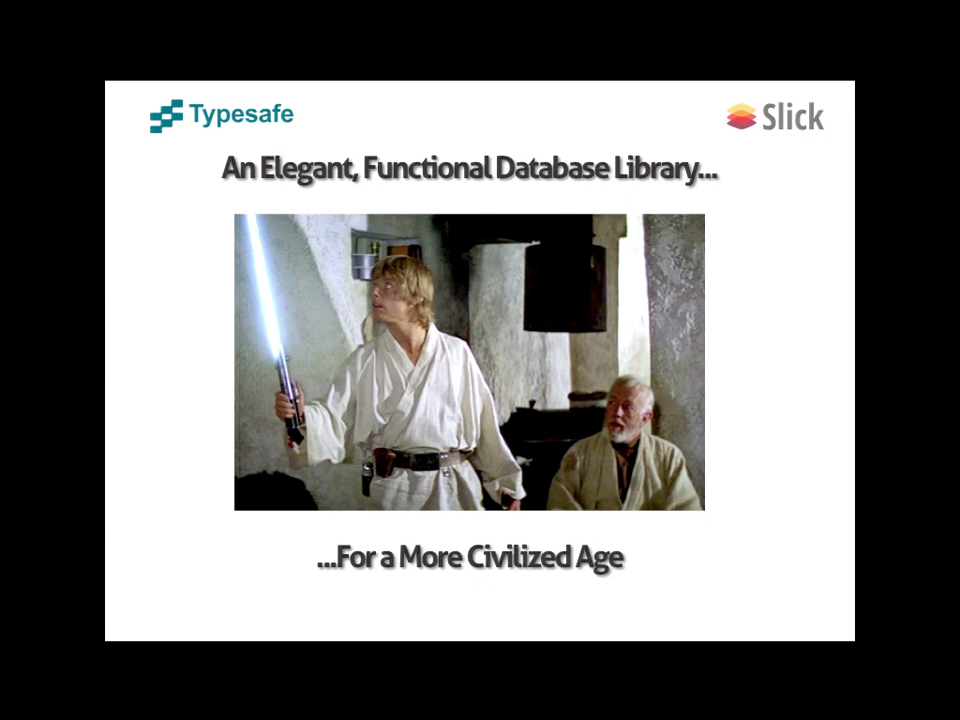 Typesafe
Slick
An Elegant, Functional Database Library...
...For a More Civilized Age